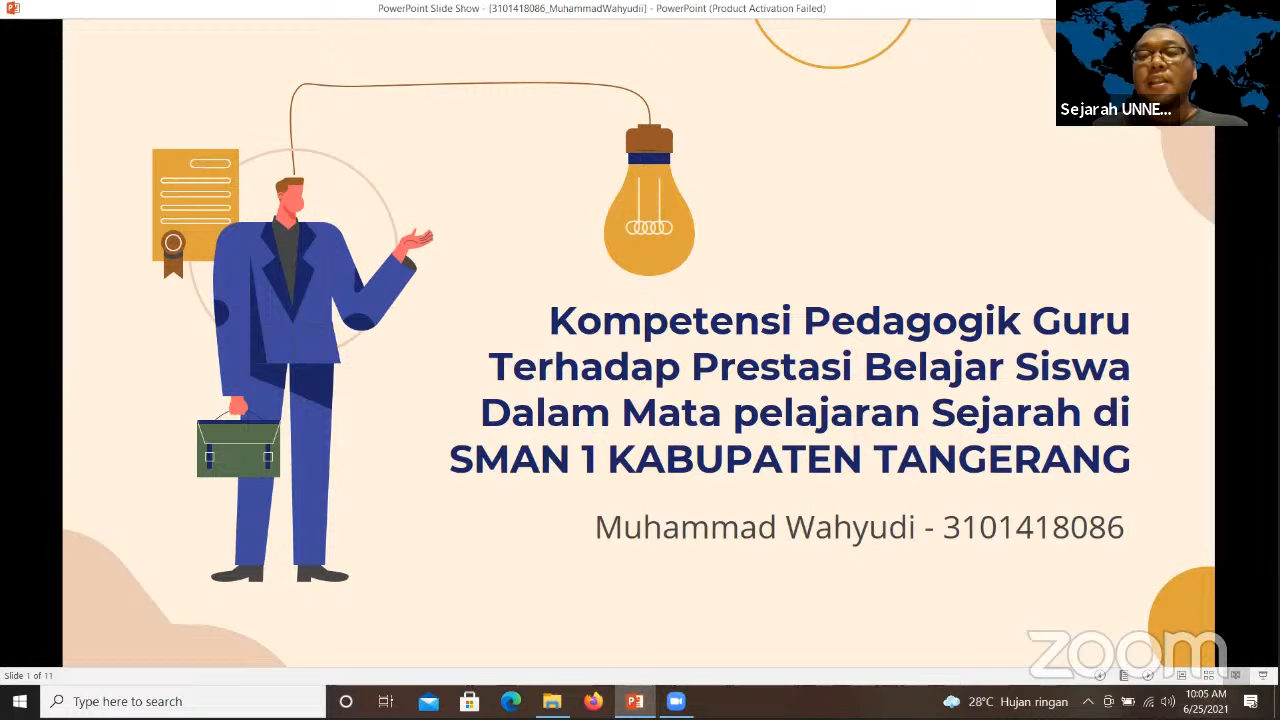 PowerPoint Slide Show - [3101418086_MuhammadWahyudii] - PowerPoint (Product Activation Failed)
Sejarah UNNE...
Kompetensi Pedagogik Guru
Terhadap Prestasi Belajar Siswa
Dalam Mata pelajaran Sejarah di
SMAN 1 KABUPATEN TANGERANG
Muhammad Wahyudi - 3101418086
zoom
Slide 1 of 11
Type here to search
28°C Hujan ringan
10:05 AM
6/25/2021